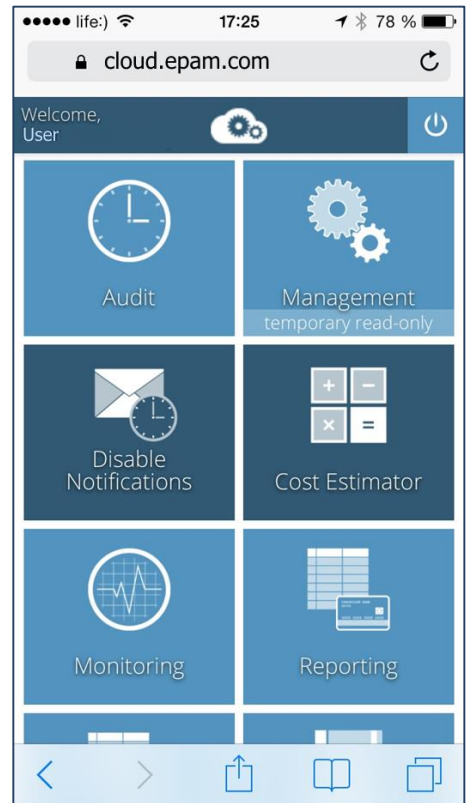 life:) 17:25 78 %
cloud.epam.com
Welcome,
User
Audit
Management
temporary read-only
Disable
Notifications
Cost Estimator
Monitoring
Reporting